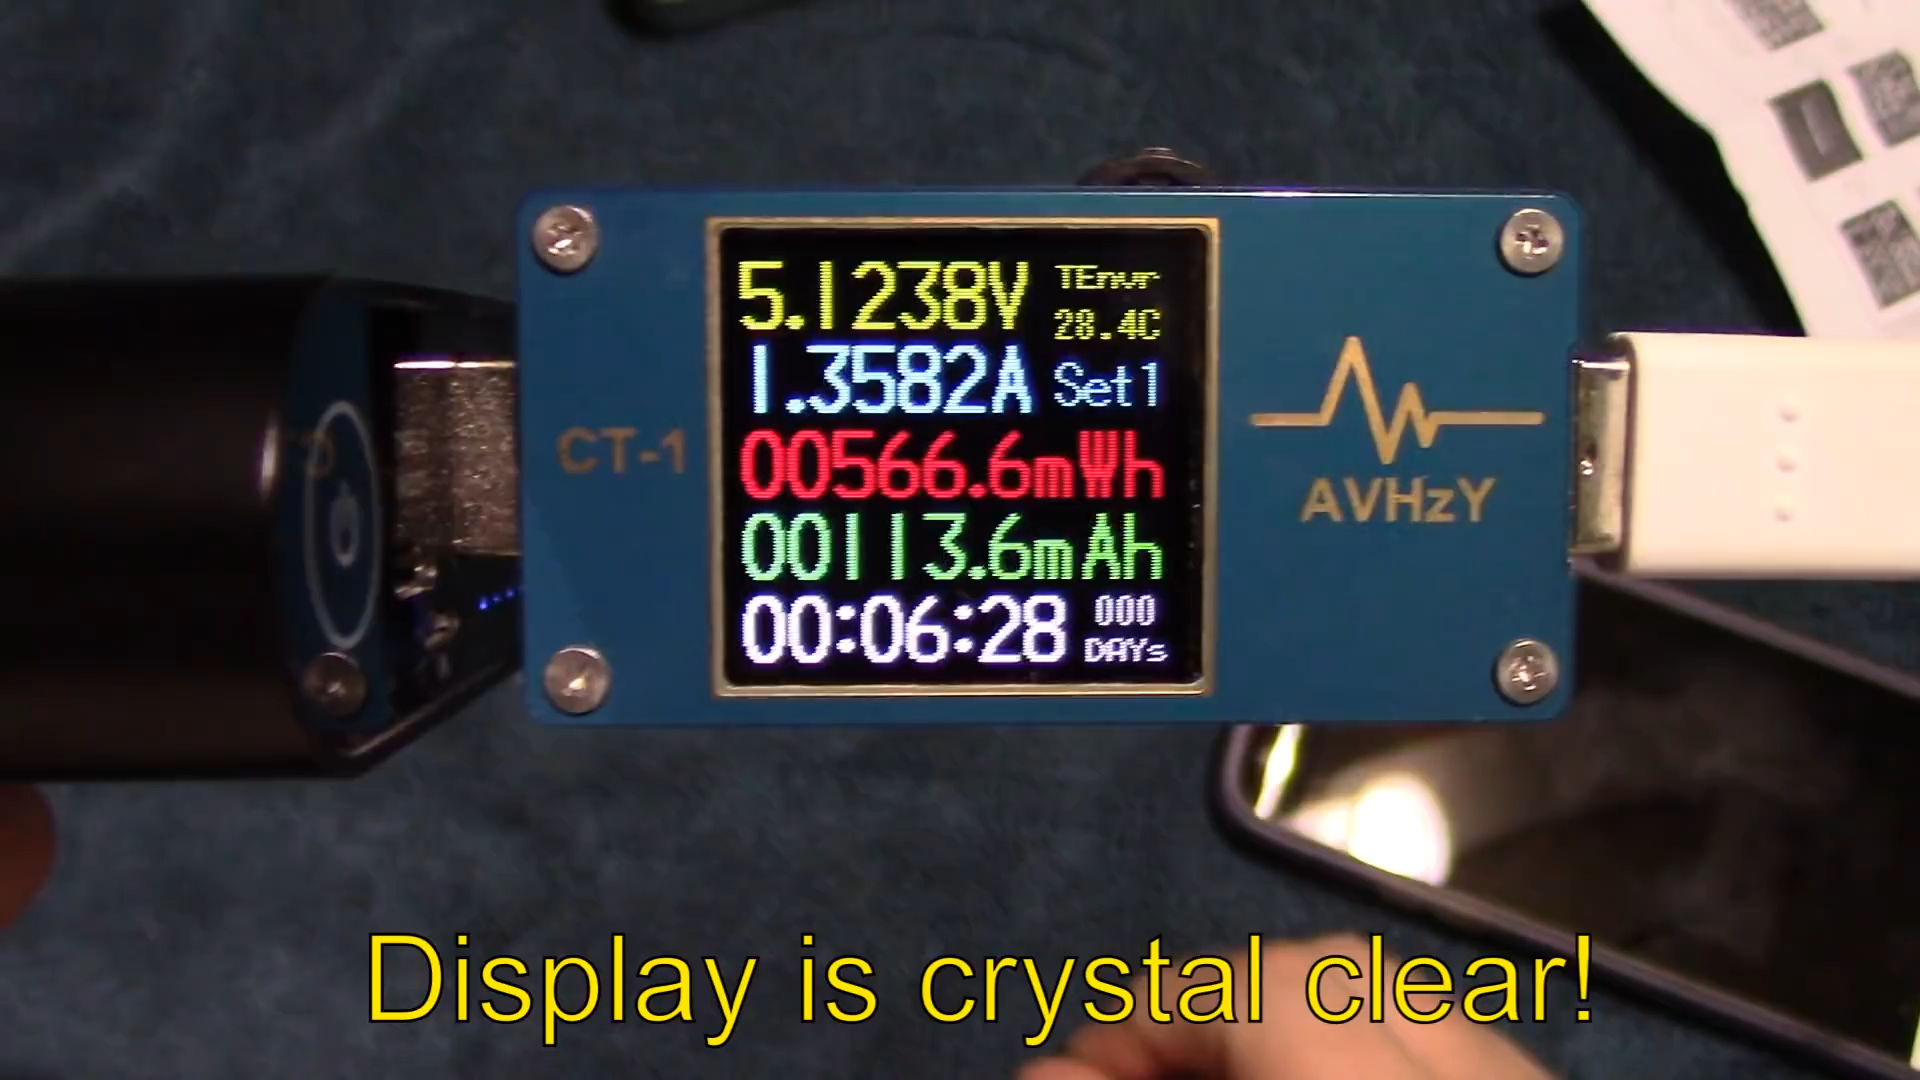 5.1238V
TEnvr
28.4C
1.3582A
Set1
00566.6mWh
00113.6mAh
00:06:28
000
DAYs
CT-1
AVHzY
Display is crystal clear!